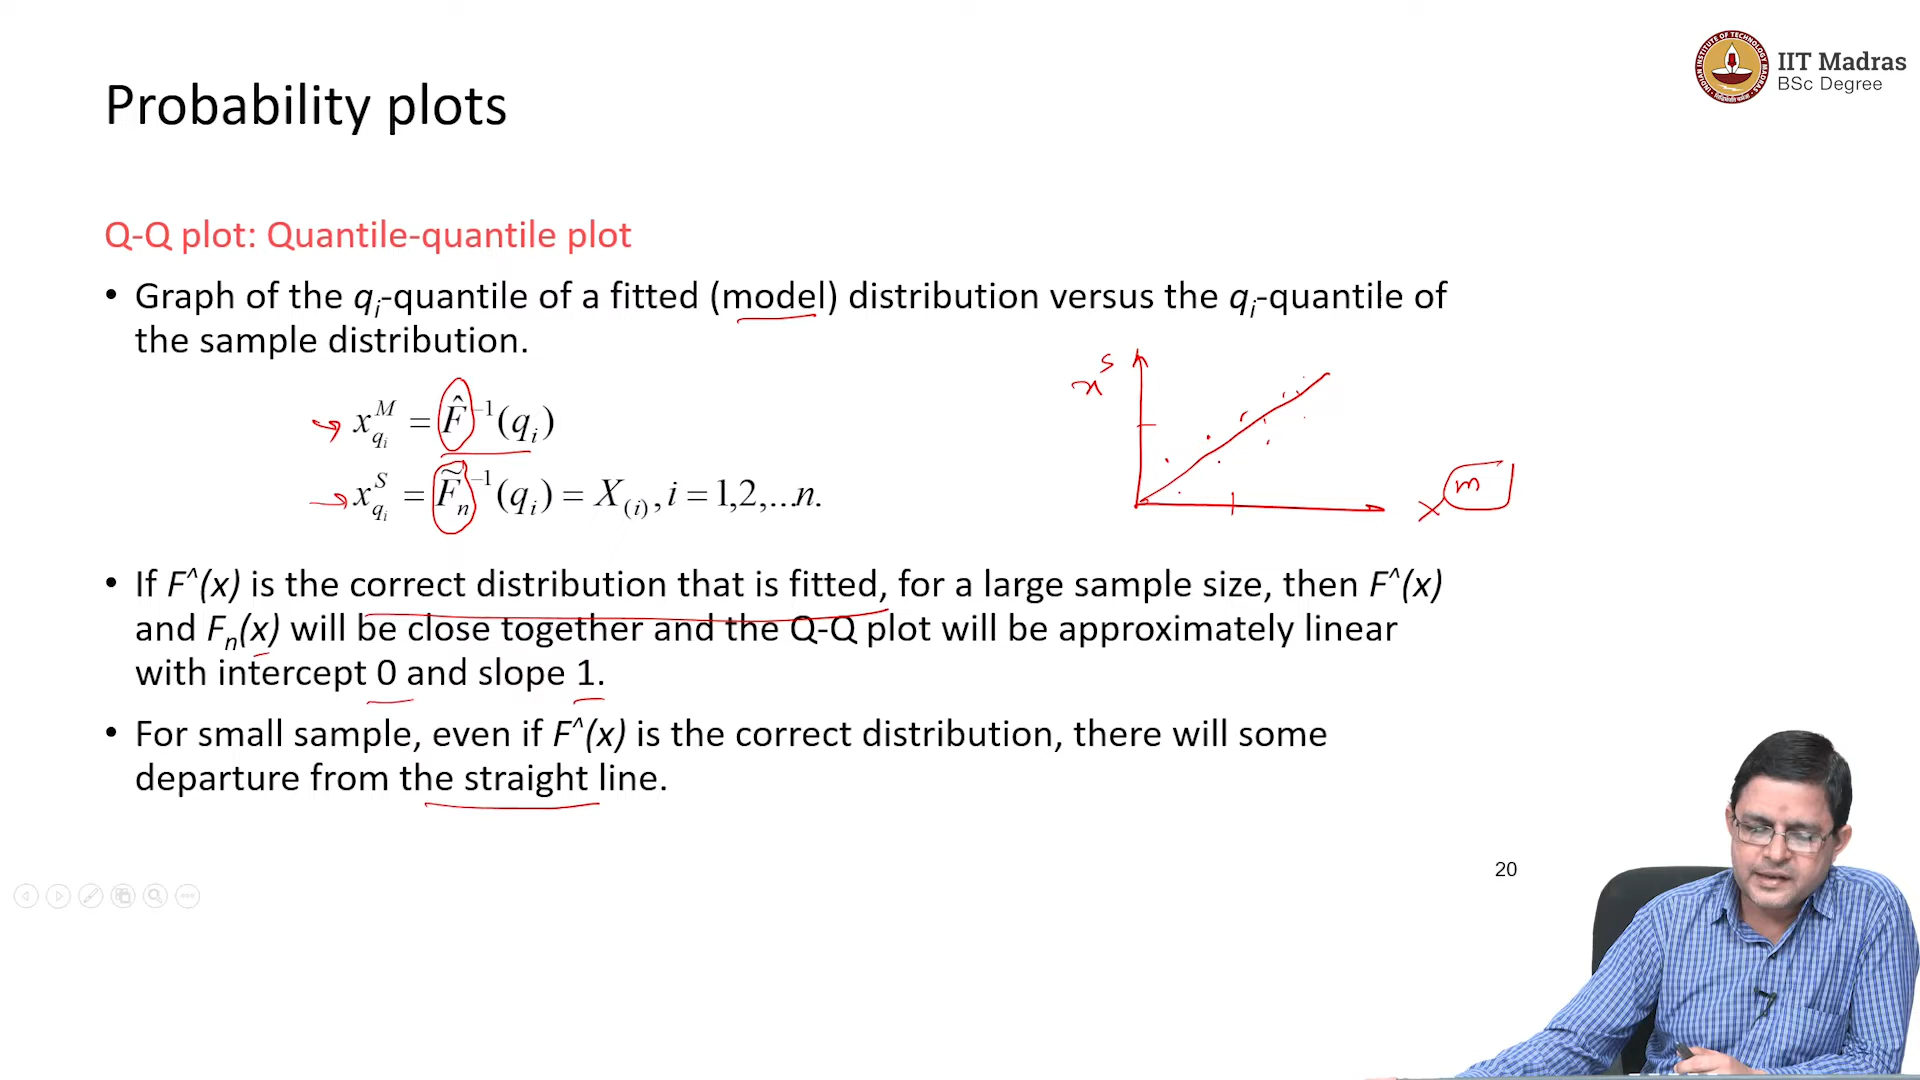 IIT Madras
BSc Degree
Probability plots
Q-Q plot: Quantile-quantile plot
• Graph of the qᵢ-quantile of a fitted (model) distribution versus the qᵢ-quantile of
the sample distribution.
x^M_{q_i} = F̂^{-1}(q_i)
x^S_{q_i} = F̃_n^{-1}(q_i) = X_{(i)}, i = 1,2,...n.
x^S
x^m
• If F^(x) is the correct distribution that is fitted, for a large sample size, then F^(x)
and Fₙ(x) will be close together and the Q-Q plot will be approximately linear
with intercept 0 and slope 1.
• For small sample, even if F^(x) is the correct distribution, there will some
departure from the straight line.
20